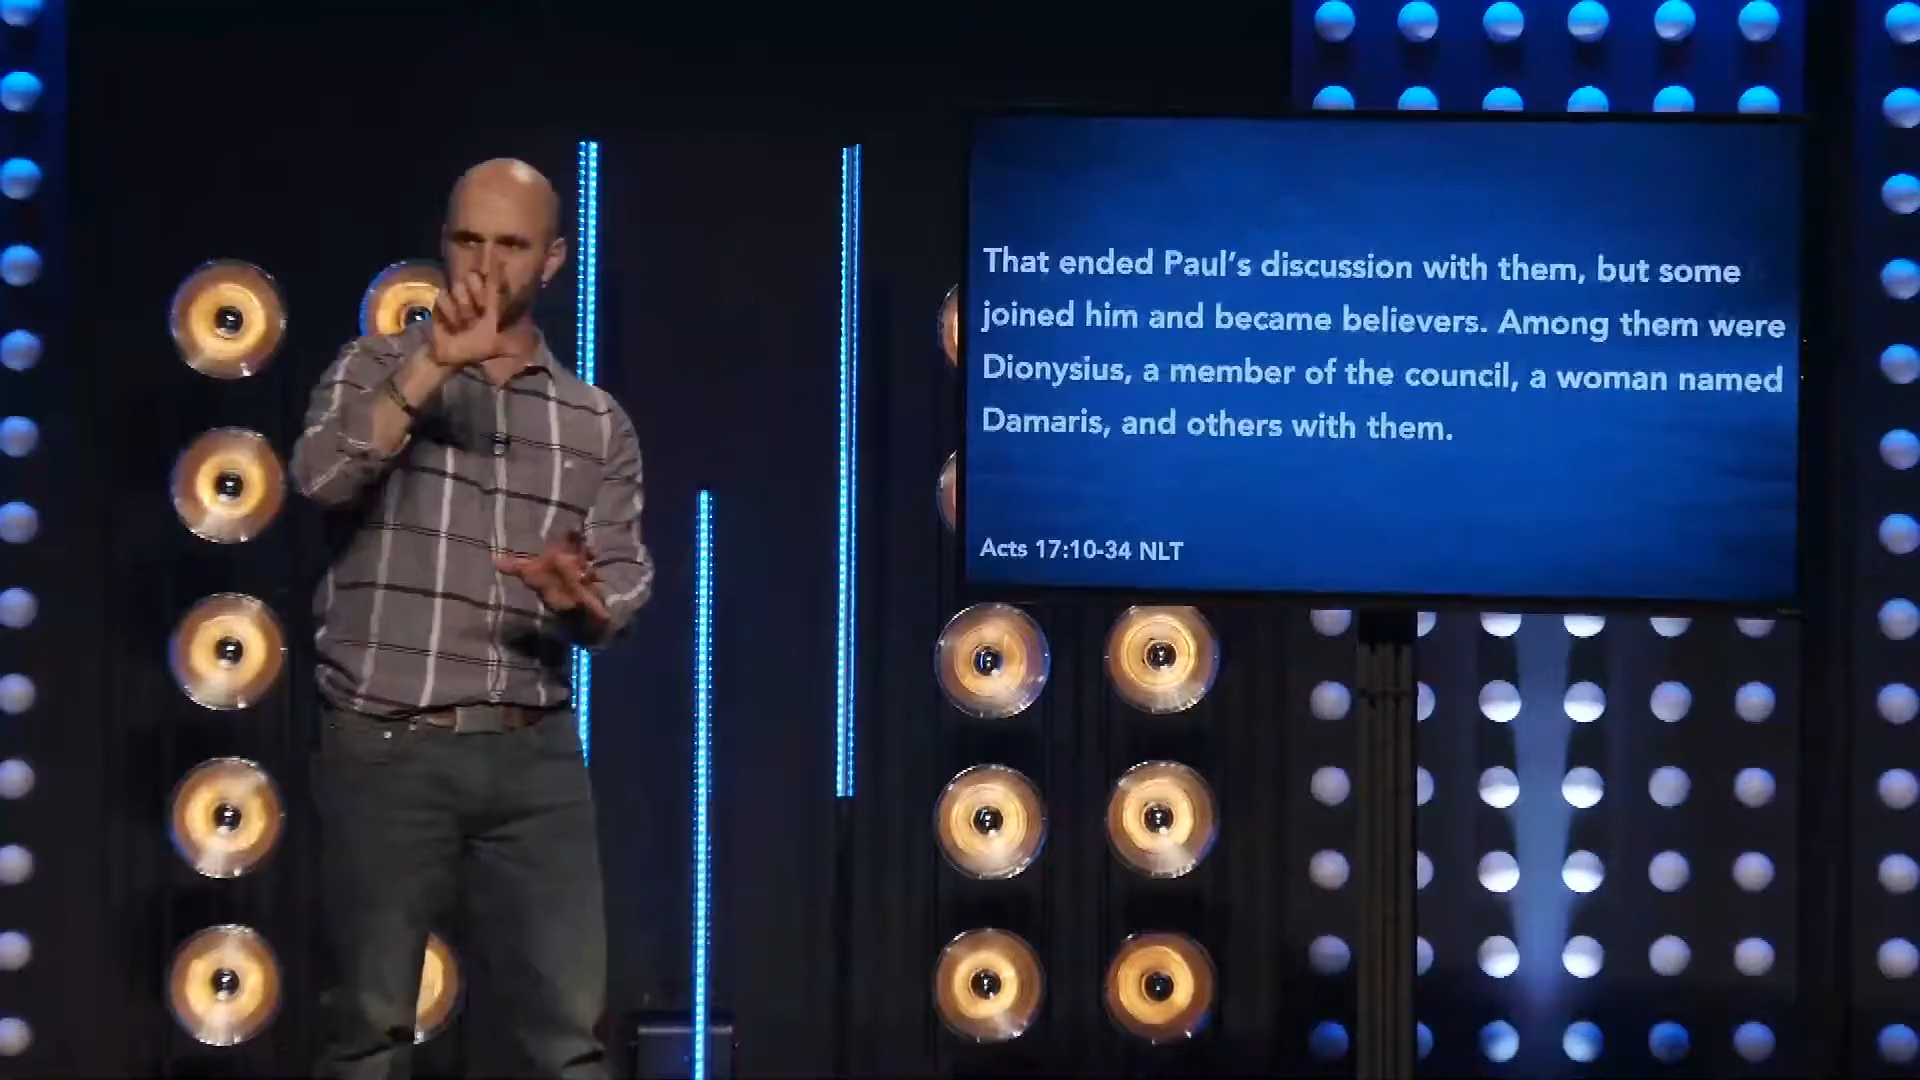 That ended Paul's discussion with them, but some
joined him and became believers. Among them were
Dionysius, a member of the council, a woman named
Damaris, and others with them.
Acts 17:10-34 NLT